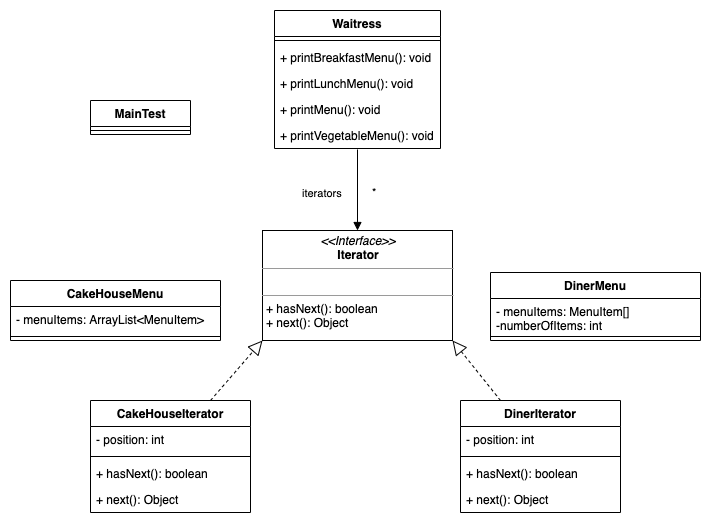 Waitress
+ printBreakfastMenu(): void
+ printLunchMenu(): void
+ printMenu(): void
+ printVegetableMenu(): void
MainTest
iterators
*
<<Interface>>
Iterator
+ hasNext(): boolean
+ next(): Object
CakeHouseMenu
- menuItems: ArrayList<MenuItem>
DinerMenu
- menuItems: MenuItem[]
-numberOfItems: int
CakeHouseIterator
- position: int
+ hasNext(): boolean
+ next(): Object
DinerIterator
- position: int
+ hasNext(): boolean
+ next(): Object